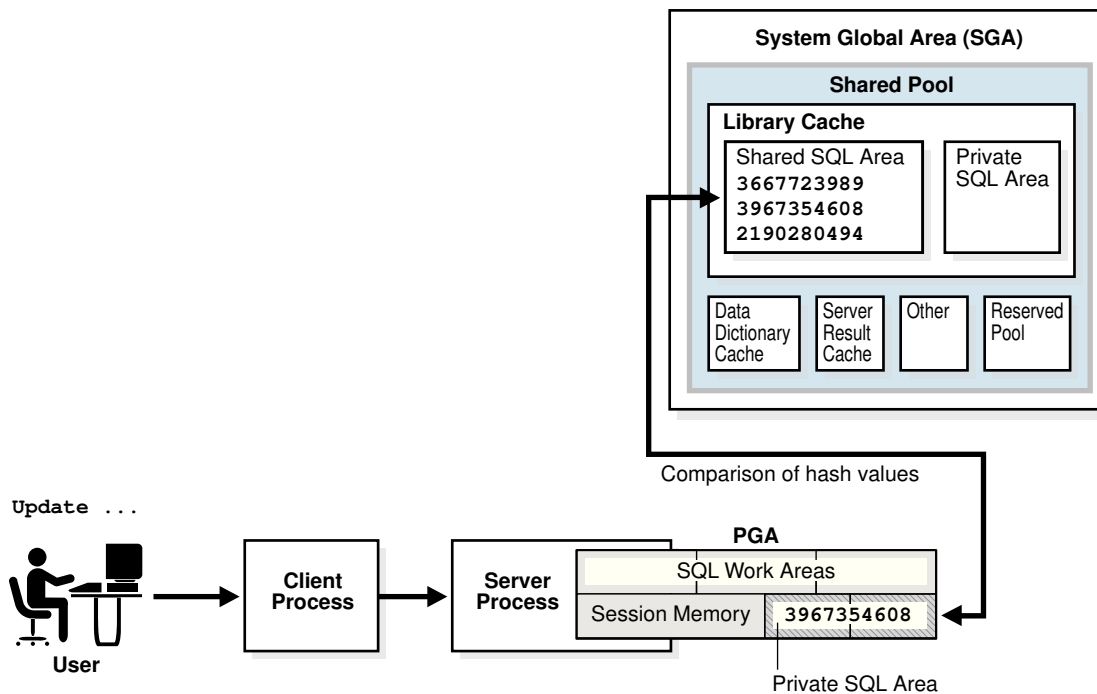 System Global Area (SGA)
Shared Pool
Library Cache
Shared SQL Area
3667723989
3967354608
2190280494
Private
SQL Area
Data
Dictionary
Cache
Server
Result
Cache
Other
Reserved
Pool
Comparison of hash values
Update ...
User
Client
Process
Server
Process
PGA
SQL Work Areas
Session Memory
3967354608
Private SQL Area